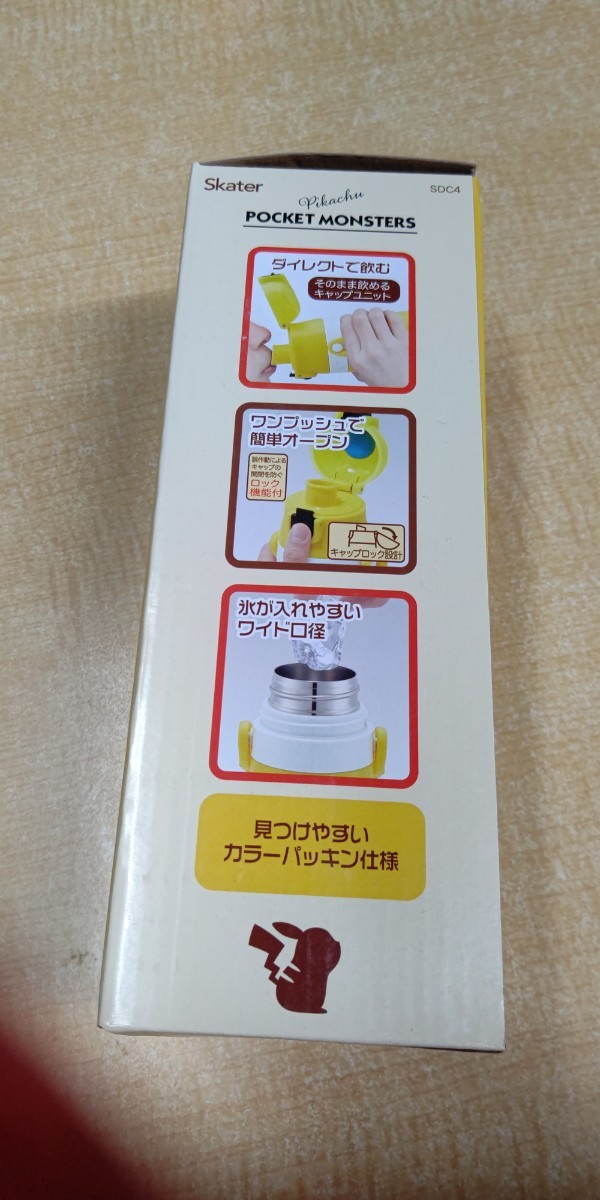 Skater
SDC4
Pikachu
POCKET MONSTERS
ダイレクトで飲む
そのまま飲める
キャップユニット
ワンプッシュで
簡単オープン
誤作動による
キャップの
開閉を防ぐ
ロック
機能付
キャップロック設計
氷が入れやすい
ワイド口径
見つけやすい
カラーパッキン仕様